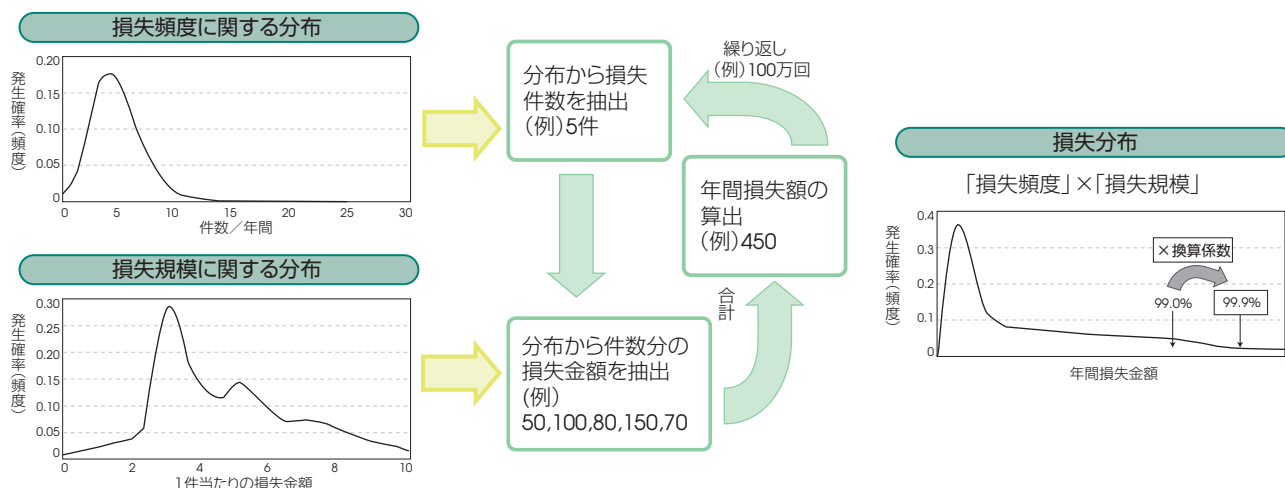 損失頻度に関する分布
発生確率(頻度)
0.20
0.15
0.10
0.05
0
0 5 10 15 20 25 30
件数／年間
損失規模に関する分布
発生確率(頻度)
0.30
0.25
0.20
0.15
0.10
0.05
0
0 2 4 6 8 10
1件当たりの損失金額
分布から損失
件数を抽出
(例)5件
繰り返し
(例)100万回
年間損失額の
算出
(例)450
合計
分布から件数分の
損失金額を抽出
(例)
50,100,80,150,70
損失分布
「損失頻度」×「損失規模」
発生確率(頻度)
0.4
0.3
0.2
0.1
0
×換算係数
99.0%
99.9%
年間損失金額